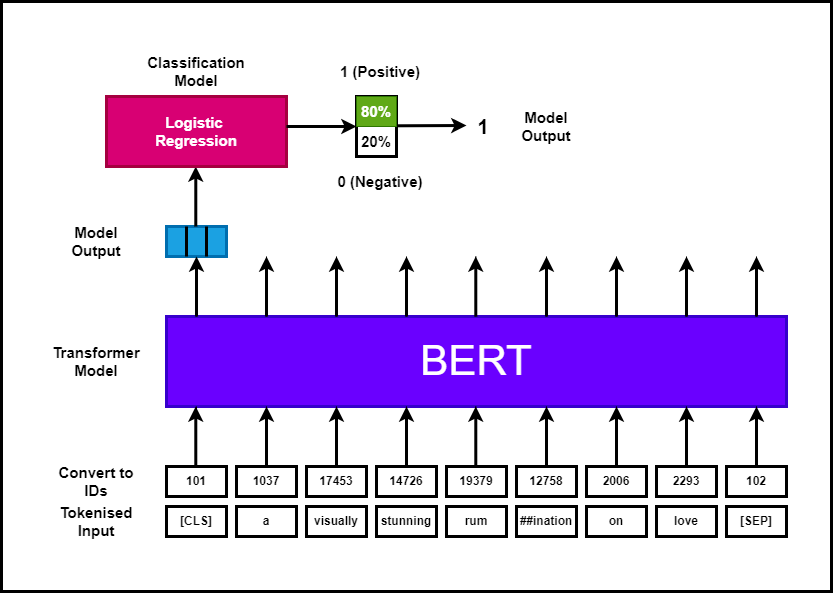 Classification
Model
1 (Positive)
Logistic
Regression
80%
20%
1
Model
Output
0 (Negative)
Model
Output
Transformer
Model
BERT
Convert to
IDs
101 1037 17453 14726 19379 12758 2006 2293 102
Tokenised
Input
[CLS] a visually stunning rum ##ination on love [SEP]